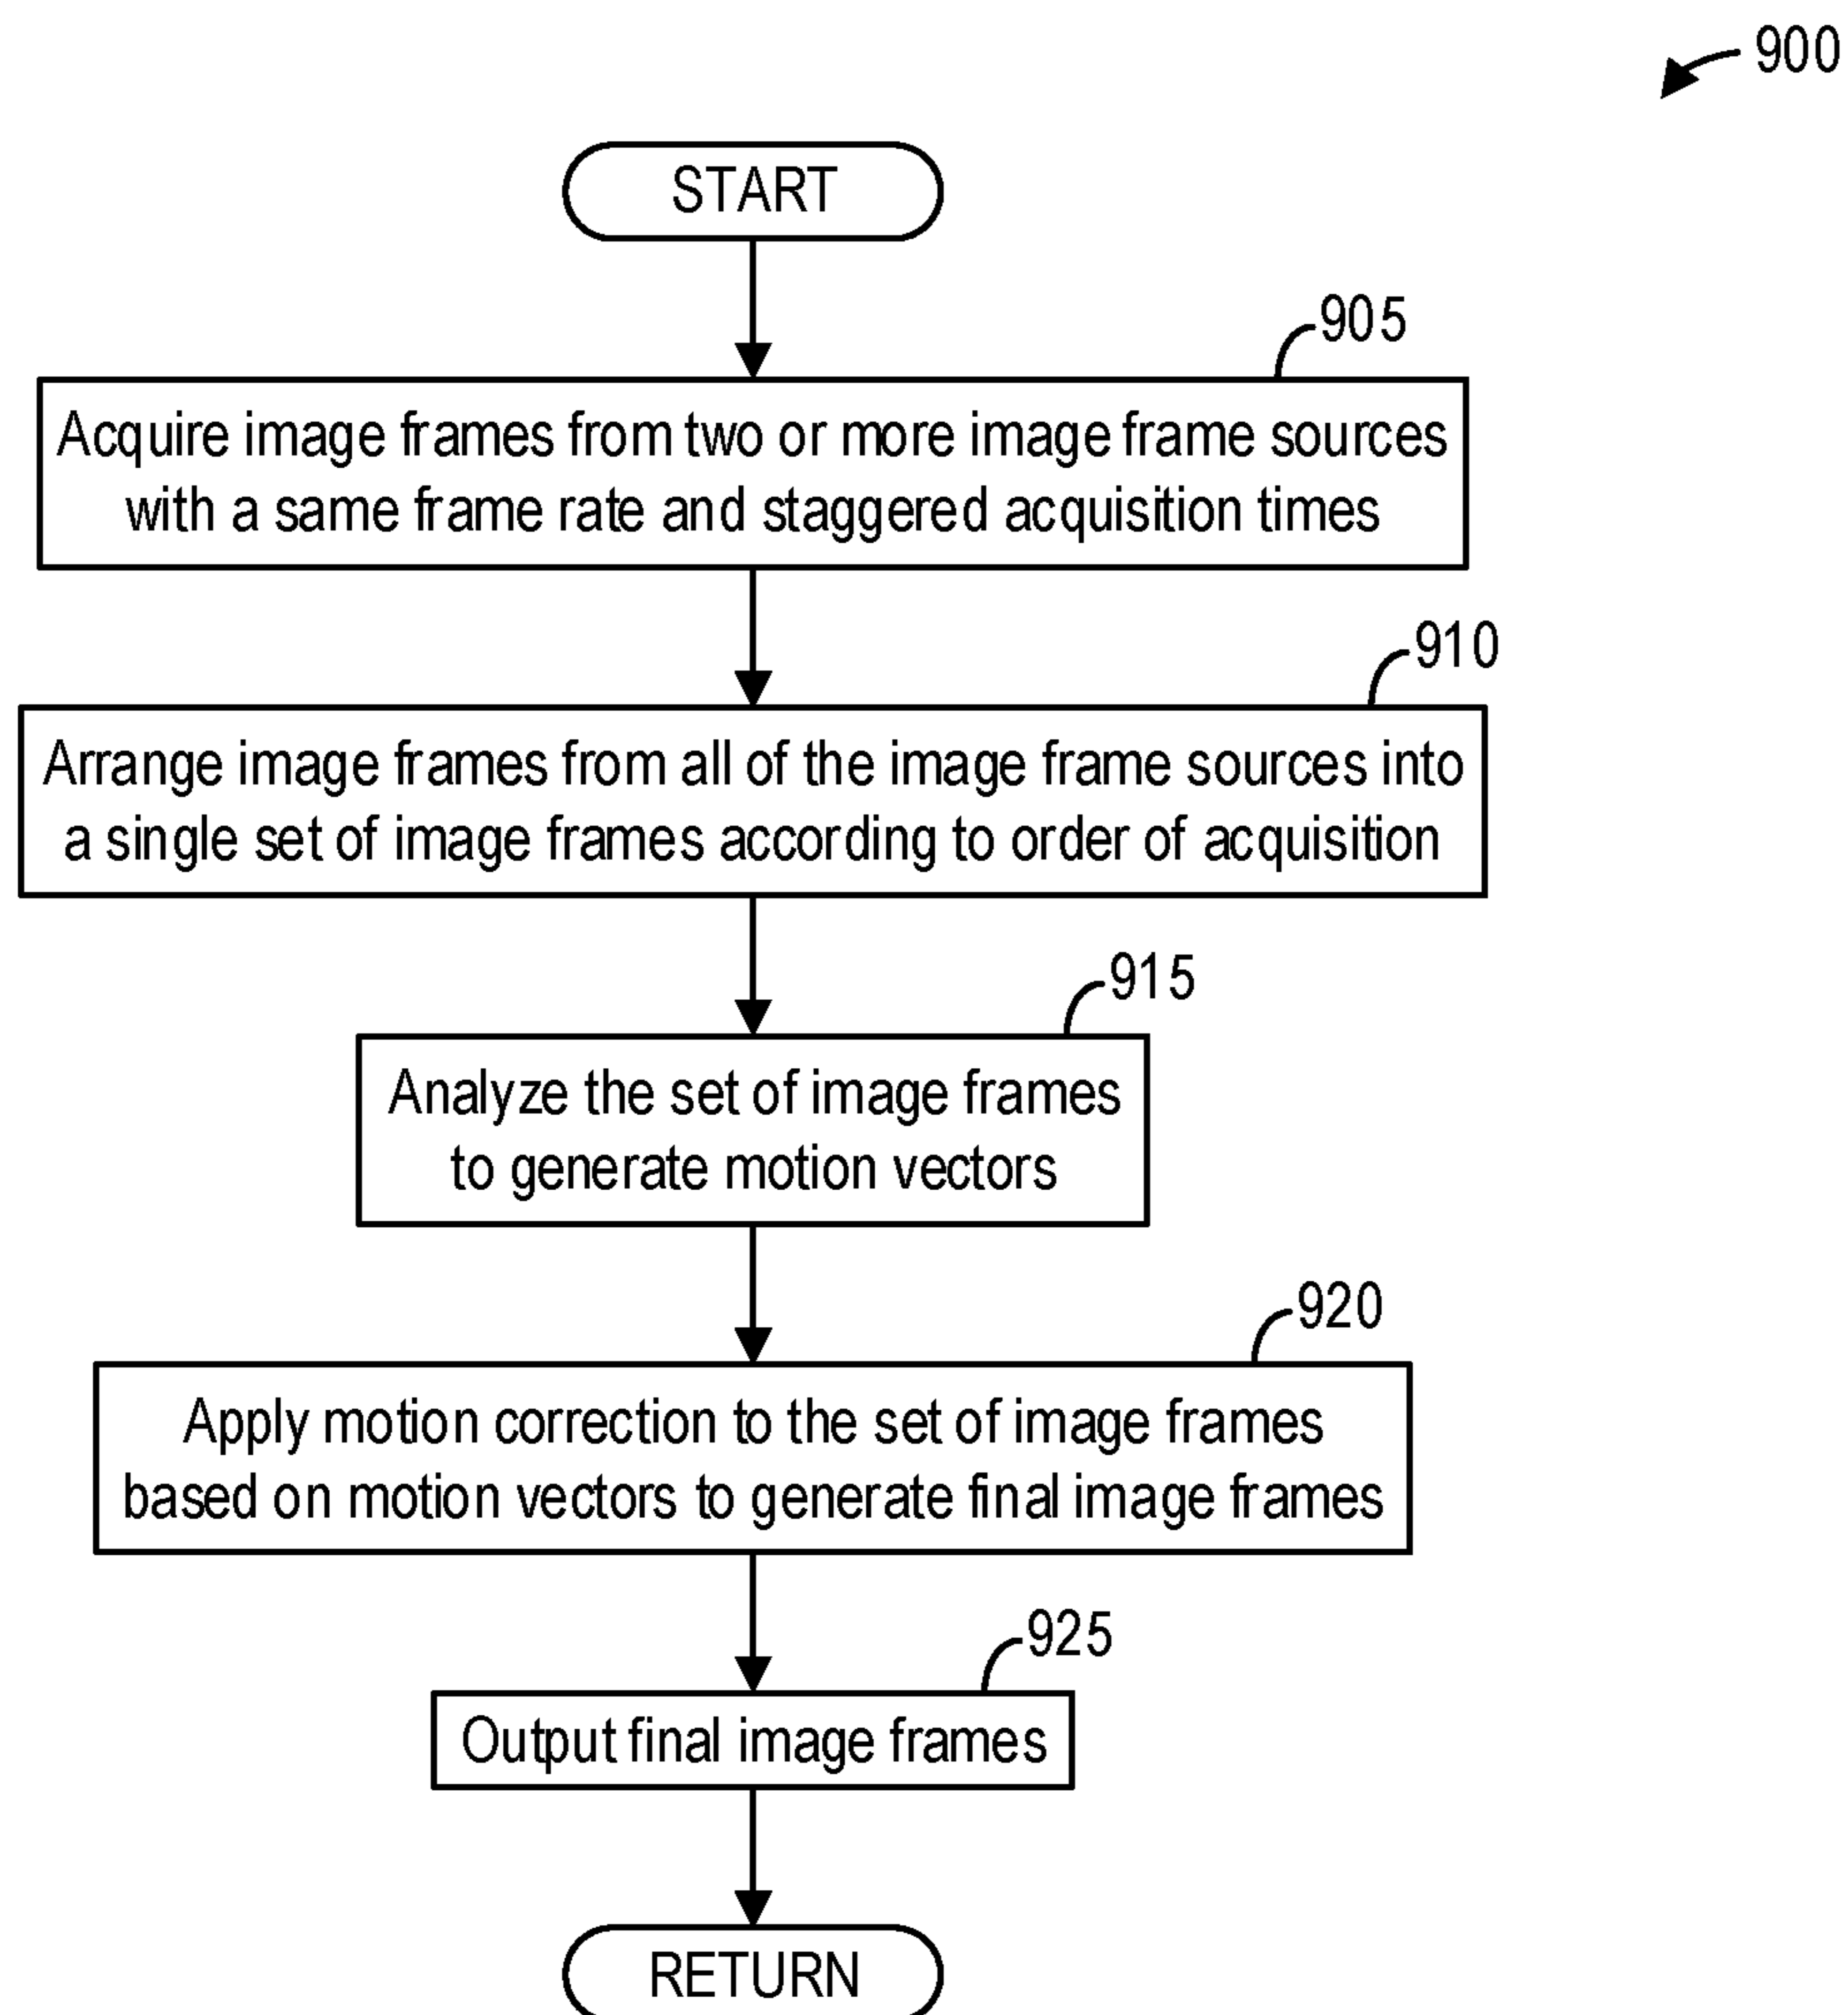 900
START
905
Acquire image frames from two or more image frame sources
with a same frame rate and staggered acquisition times
910
Arrange image frames from all of the image frame sources into
a single set of image frames according to order of acquisition
915
Analyze the set of image frames
to generate motion vectors
920
Apply motion correction to the set of image frames
based on motion vectors to generate final image frames
925
Output final image frames
RETURN